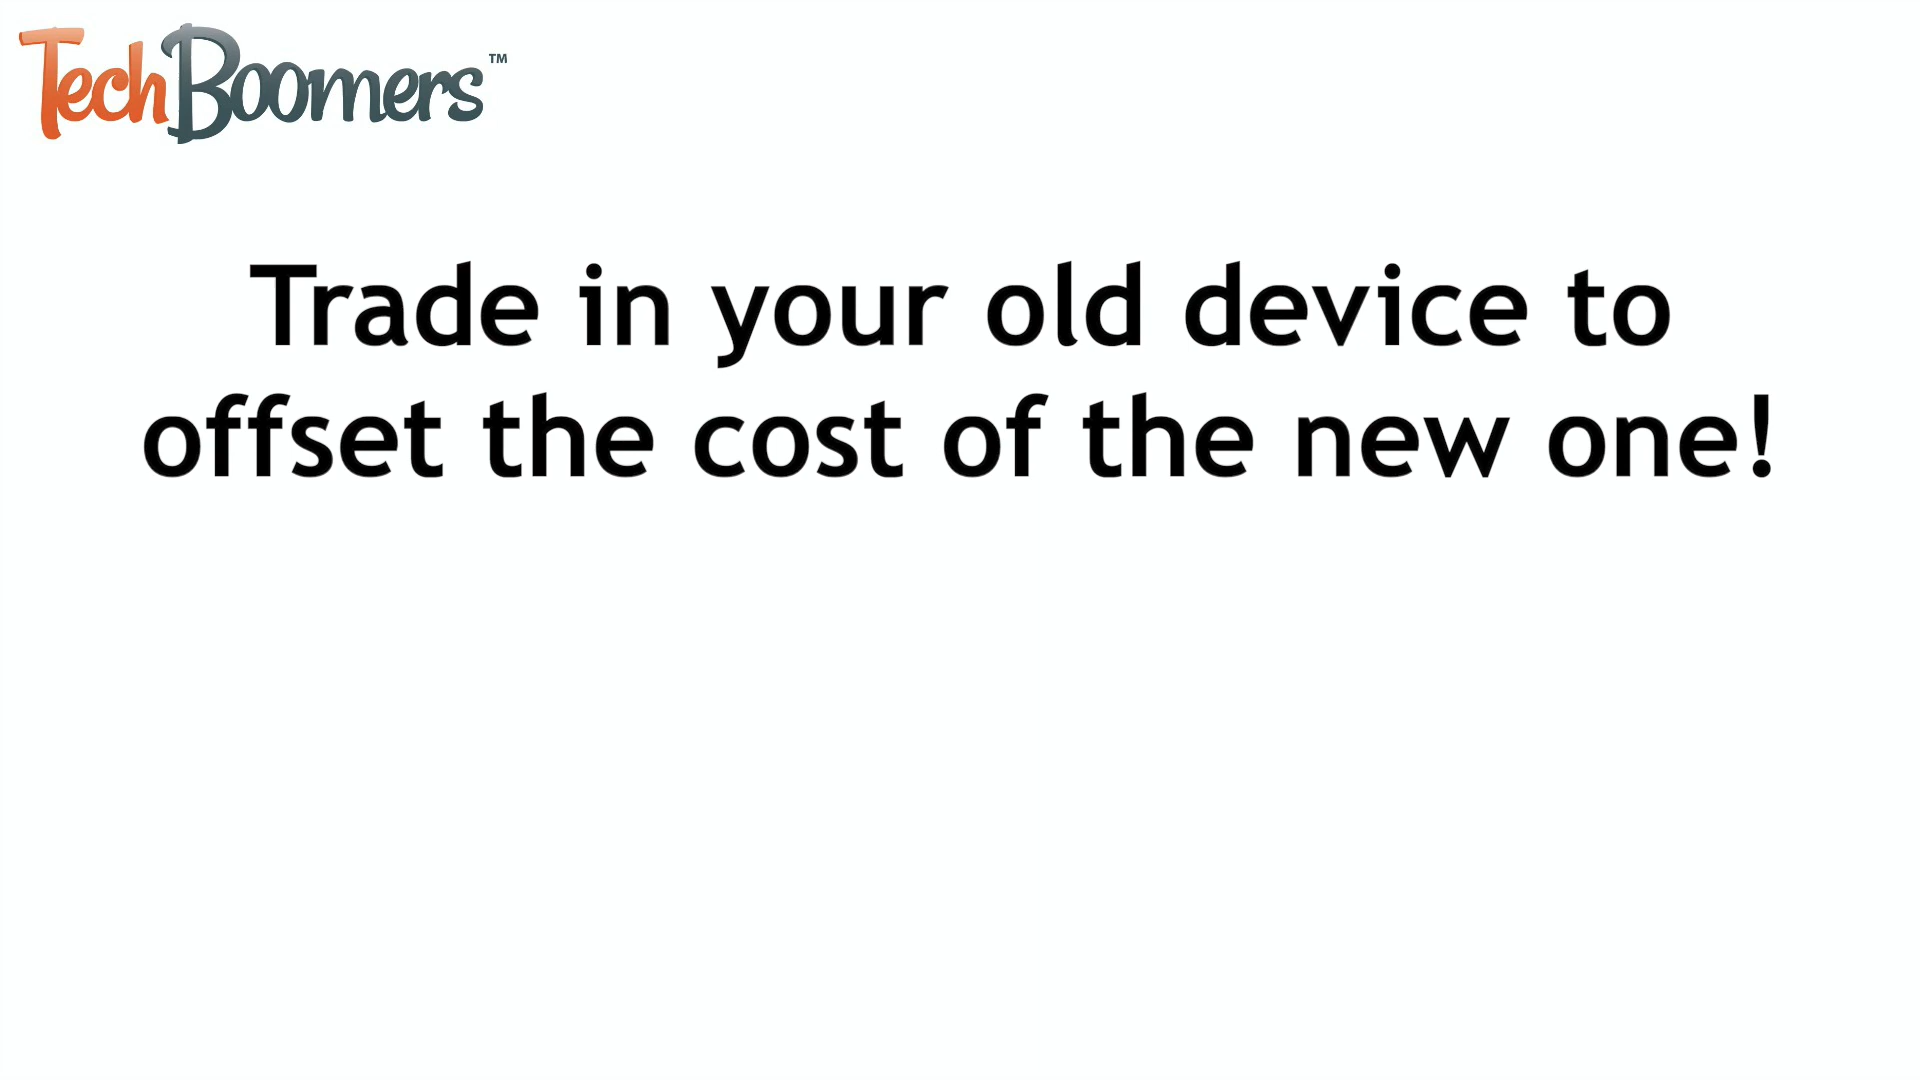 TechBoomers™
Trade in your old device to
offset the cost of the new one!